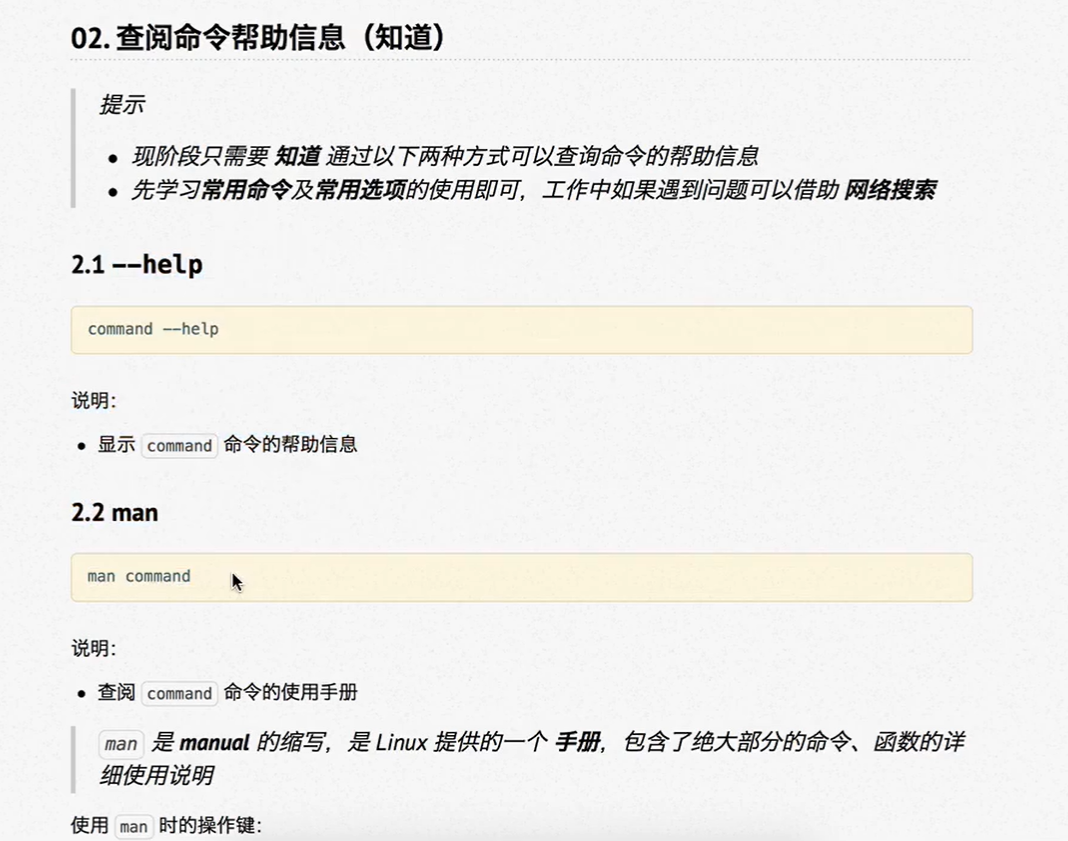 02. 查阅命令帮助信息（知道）
提示
• 现阶段只需要 知道 通过以下两种方式可以查询命令的帮助信息
• 先学习常用命令及常用选项的使用即可，工作中如果遇到问题可以借助 网络搜索
2.1 --help
command --help
说明：
• 显示 command 命令的帮助信息
2.2 man
man command
说明：
• 查阅 command 命令的使用手册
man 是 manual 的缩写，是 Linux 提供的一个 手册，包含了绝大部分的命令、函数的详
细使用说明
使用 man 时的操作键：